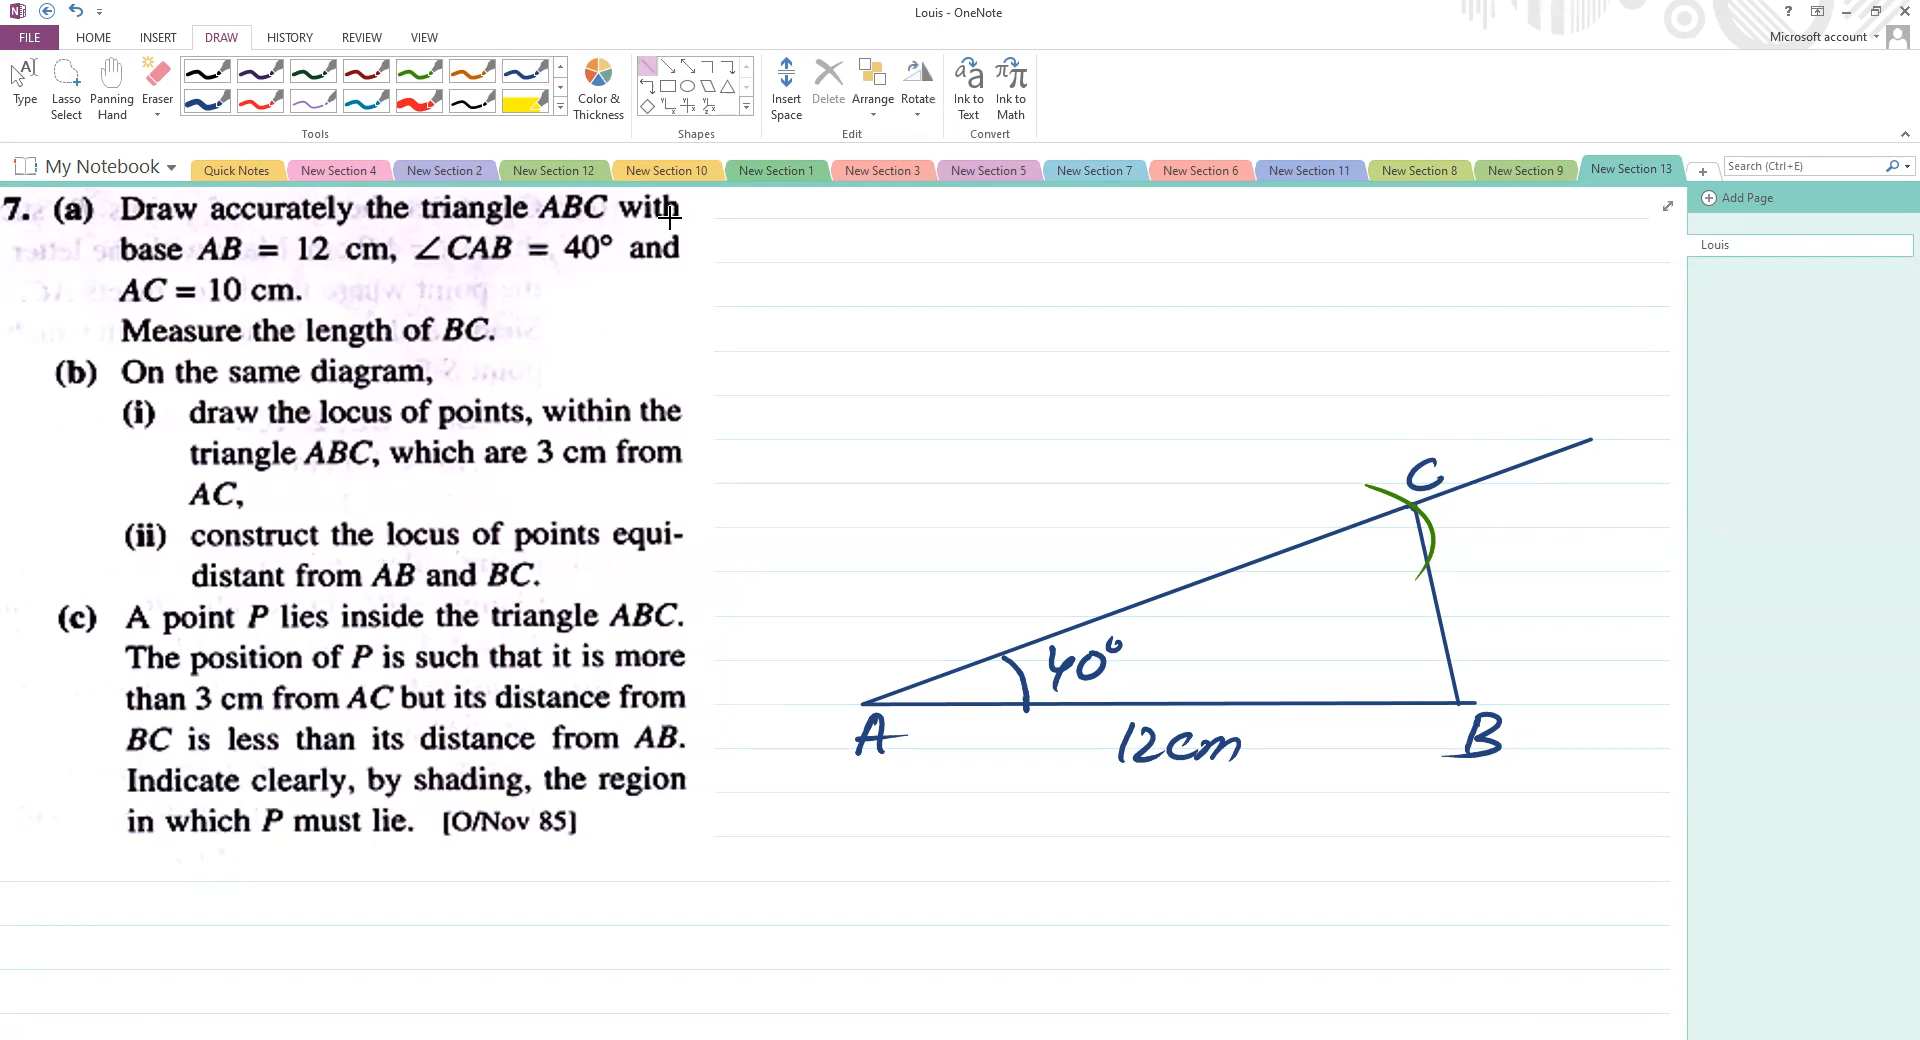 Louis - OneNote
?
Microsoft account
FILE HOME INSERT DRAW HISTORY REVIEW VIEW
Type
Lasso Select
Panning Hand
Eraser
Color & Thickness
Insert Space
Delete
Arrange
Rotate
Ink to Text
Ink to Math
Tools
Shapes
Edit
Convert
My Notebook
Quick Notes New Section 4 New Section 2 New Section 12 New Section 10 New Section 1 New Section 3 New Section 5 New Section 7 New Section 6 New Section 11 New Section 8 New Section 9 New Section 13
Search (Ctrl+E)
Add Page
Louis
7. (a) Draw accurately the triangle ABC with
base AB = 12 cm, ∠CAB = 40° and
AC = 10 cm.
Measure the length of BC.
(b) On the same diagram,
(i) draw the locus of points, within the
triangle ABC, which are 3 cm from
AC,
(ii) construct the locus of points equi-
distant from AB and BC.
(c) A point P lies inside the triangle ABC.
The position of P is such that it is more
than 3 cm from AC but its distance from
BC is less than its distance from AB.
Indicate clearly, by shading, the region
in which P must lie. [O/Nov 85]
C
40°
A
12cm
B